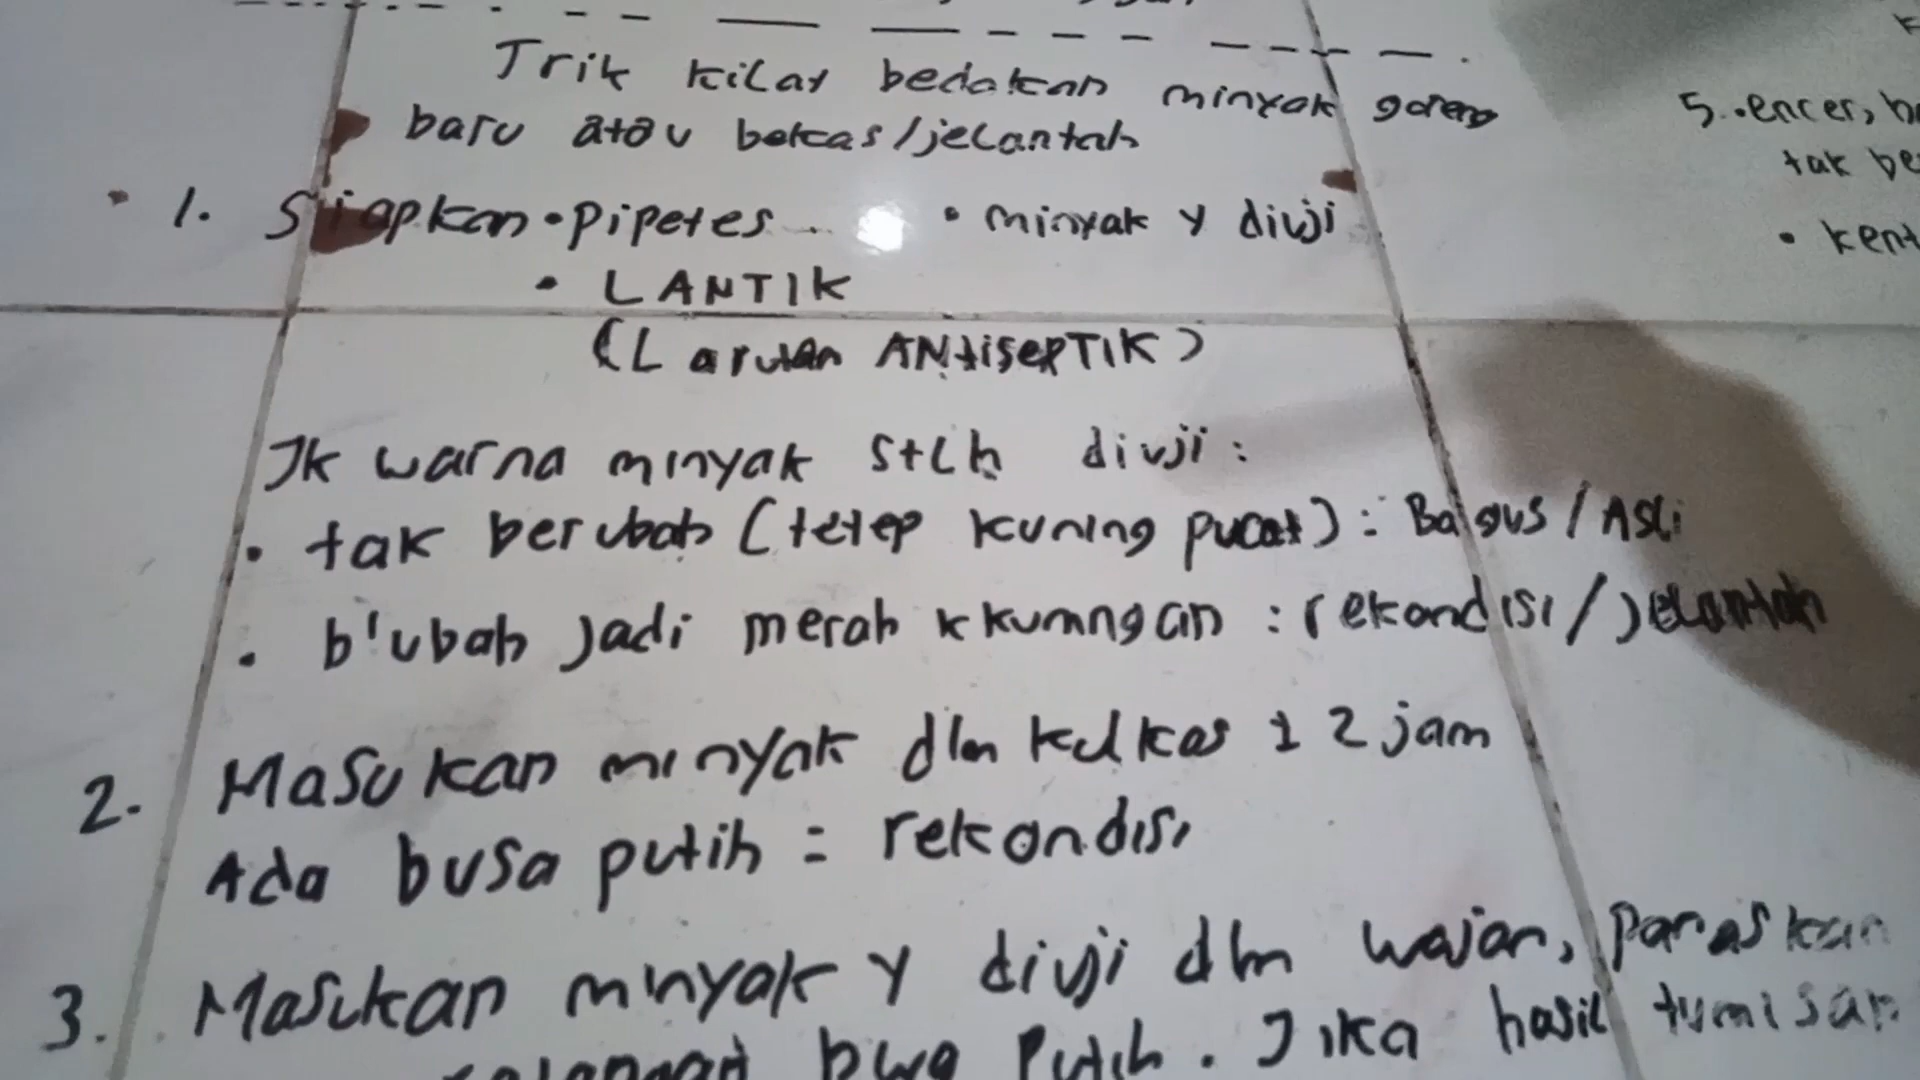 Trik kilat bedakan minyak goreng
baru atau bekas/jelantah
1. Siapkan • Pipetes • minyak y diuji
• LANTIK
(Larutan ANtisepTIK)
Jk warna minyak stlh diuji :
• tak berubah (tetep kuning pucat) : Bagus / Asli
• b'ubah jadi merah kkuningan : rekondisi / jelantah
2. Masukan minyak dlm kulkas ± 2 jam
Ada busa putih = rekondisi
3. Masukan minyak y diuji dlm wajan, panaskan
bwg Putih. Jika hasil tumisan
5. encer,
tak
•